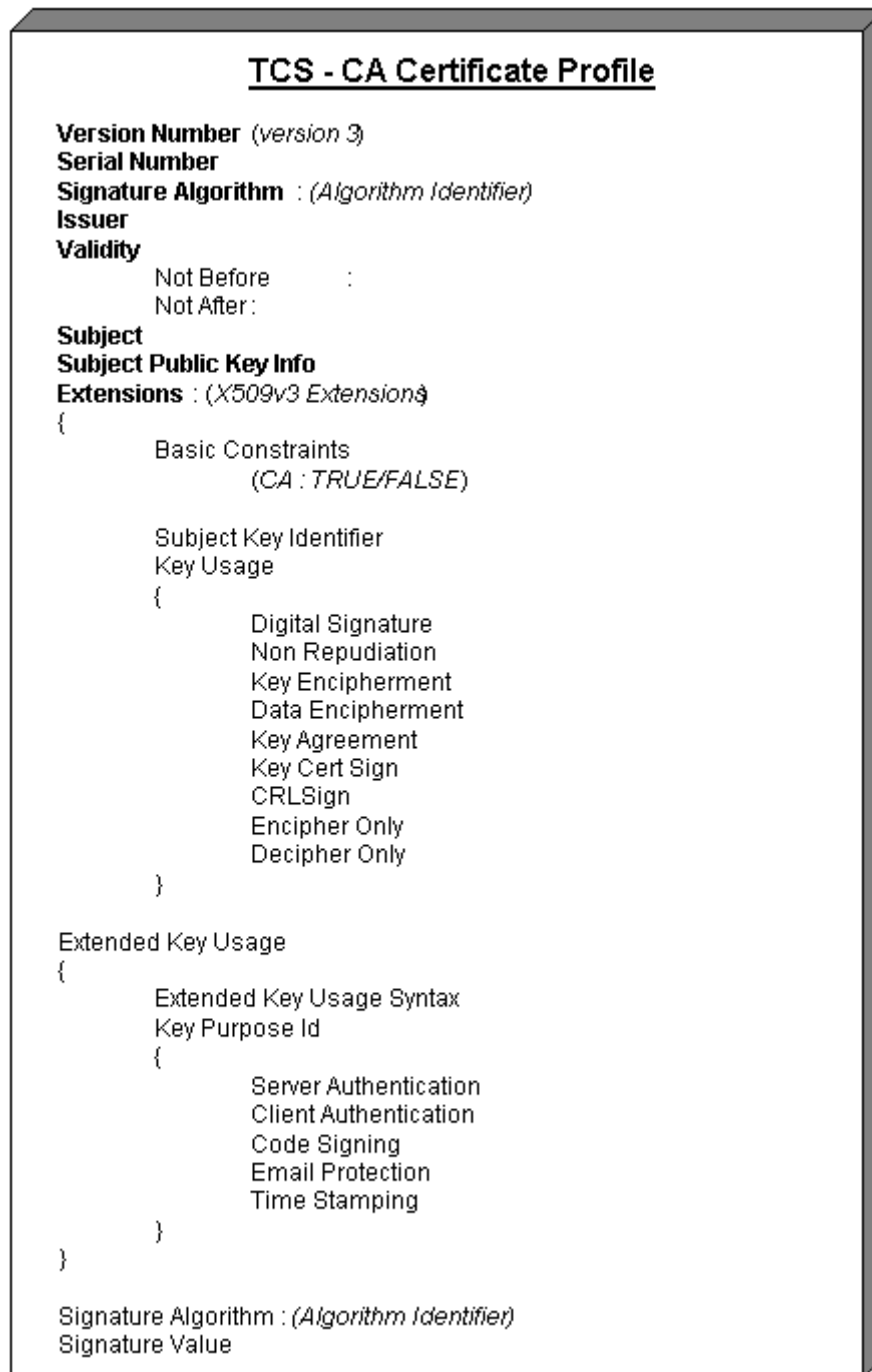 TCS - CA Certificate Profile
Version Number (version 3)
Serial Number
Signature Algorithm : (Algorithm Identifier)
Issuer
Validity
Not Before :
Not After :
Subject
Subject Public Key Info
Extensions : (X509v3 Extensions)
{
Basic Constraints
(CA : TRUE/FALSE)
Subject Key Identifier
Key Usage
{
Digital Signature
Non Repudiation
Key Encipherment
Data Encipherment
Key Agreement
Key Cert Sign
CRLSign
Encipher Only
Decipher Only
}
Extended Key Usage
{
Extended Key Usage Syntax
Key Purpose Id
{
Server Authentication
Client Authentication
Code Signing
Email Protection
Time Stamping
}
}
Signature Algorithm : (Algorithm Identifier)
Signature Value